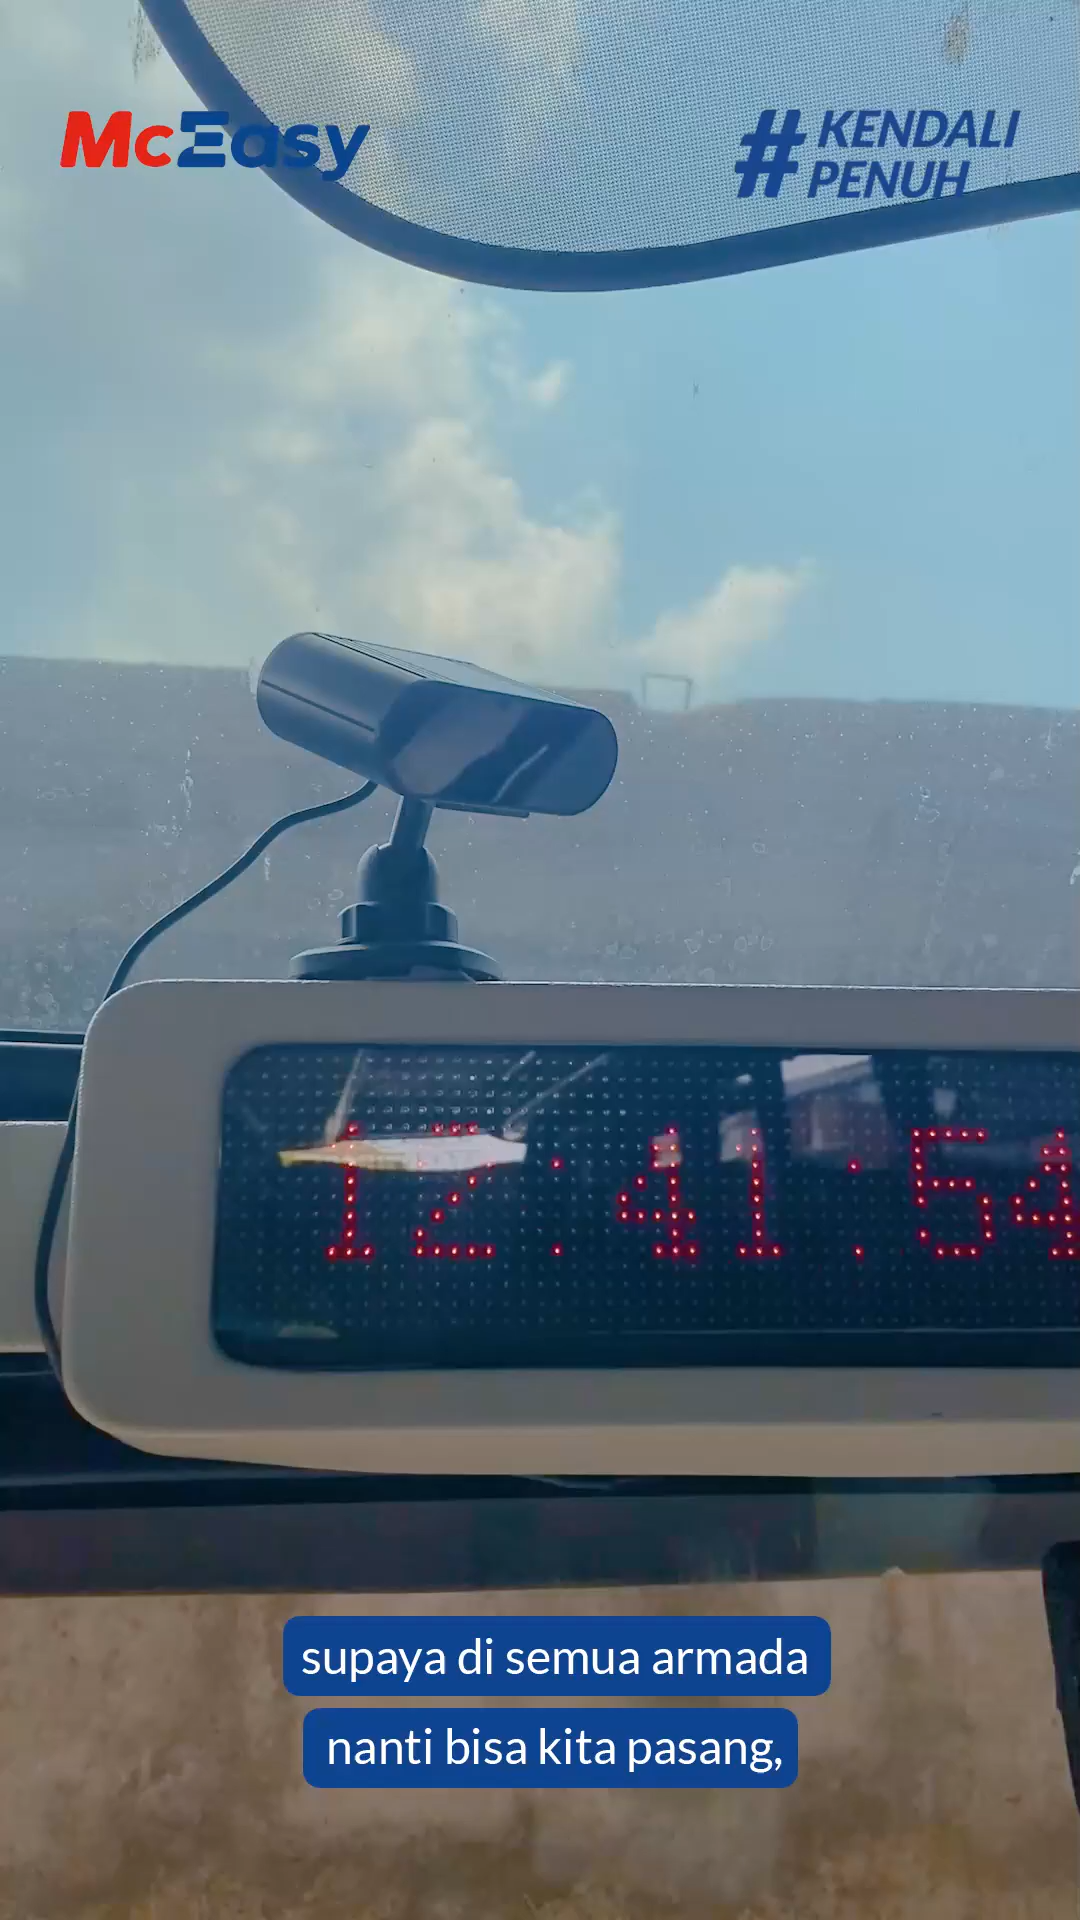 McEasy
#KENDALI
PENUH
12:41:54
supaya di semua armada
nanti bisa kita pasang,